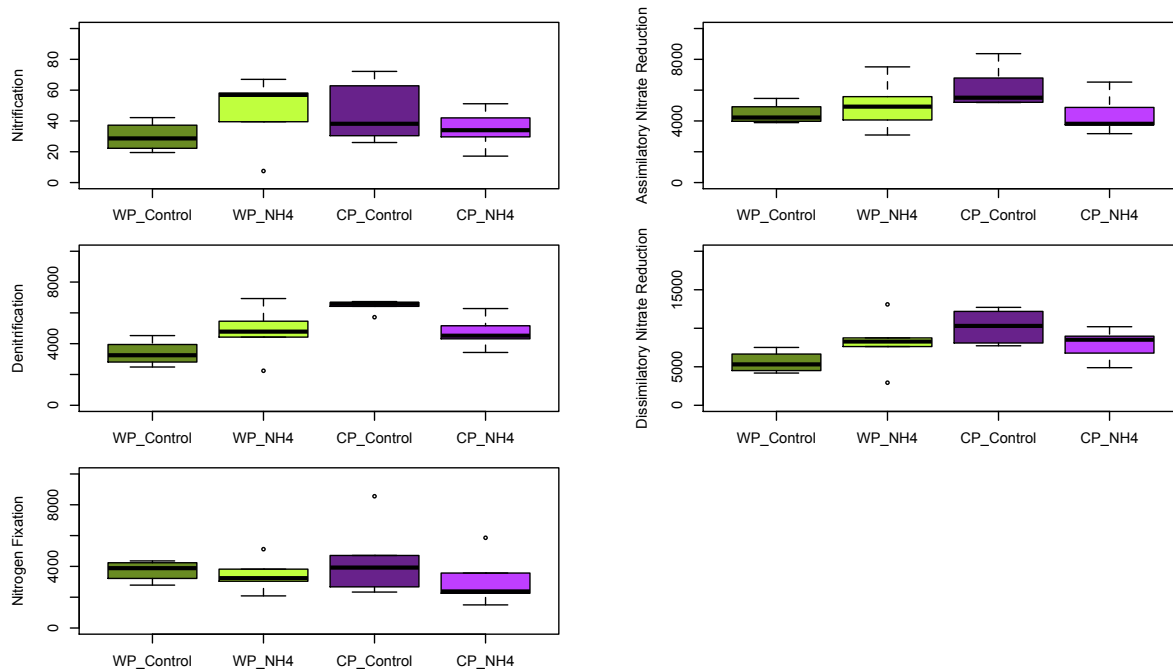 Nitrification
0 20 40 60 80
WP_Control WP_NH4 CP_Control CP_NH4
Assimilatory Nitrate Reduction
0 4000 8000
WP_Control WP_NH4 CP_Control CP_NH4
Denitrification
0 4000 8000
WP_Control WP_NH4 CP_Control CP_NH4
Dissimilatory Nitrate Reduction
0 5000 15000
WP_Control WP_NH4 CP_Control CP_NH4
Nitrogen Fixation
0 4000 8000
WP_Control WP_NH4 CP_Control CP_NH4